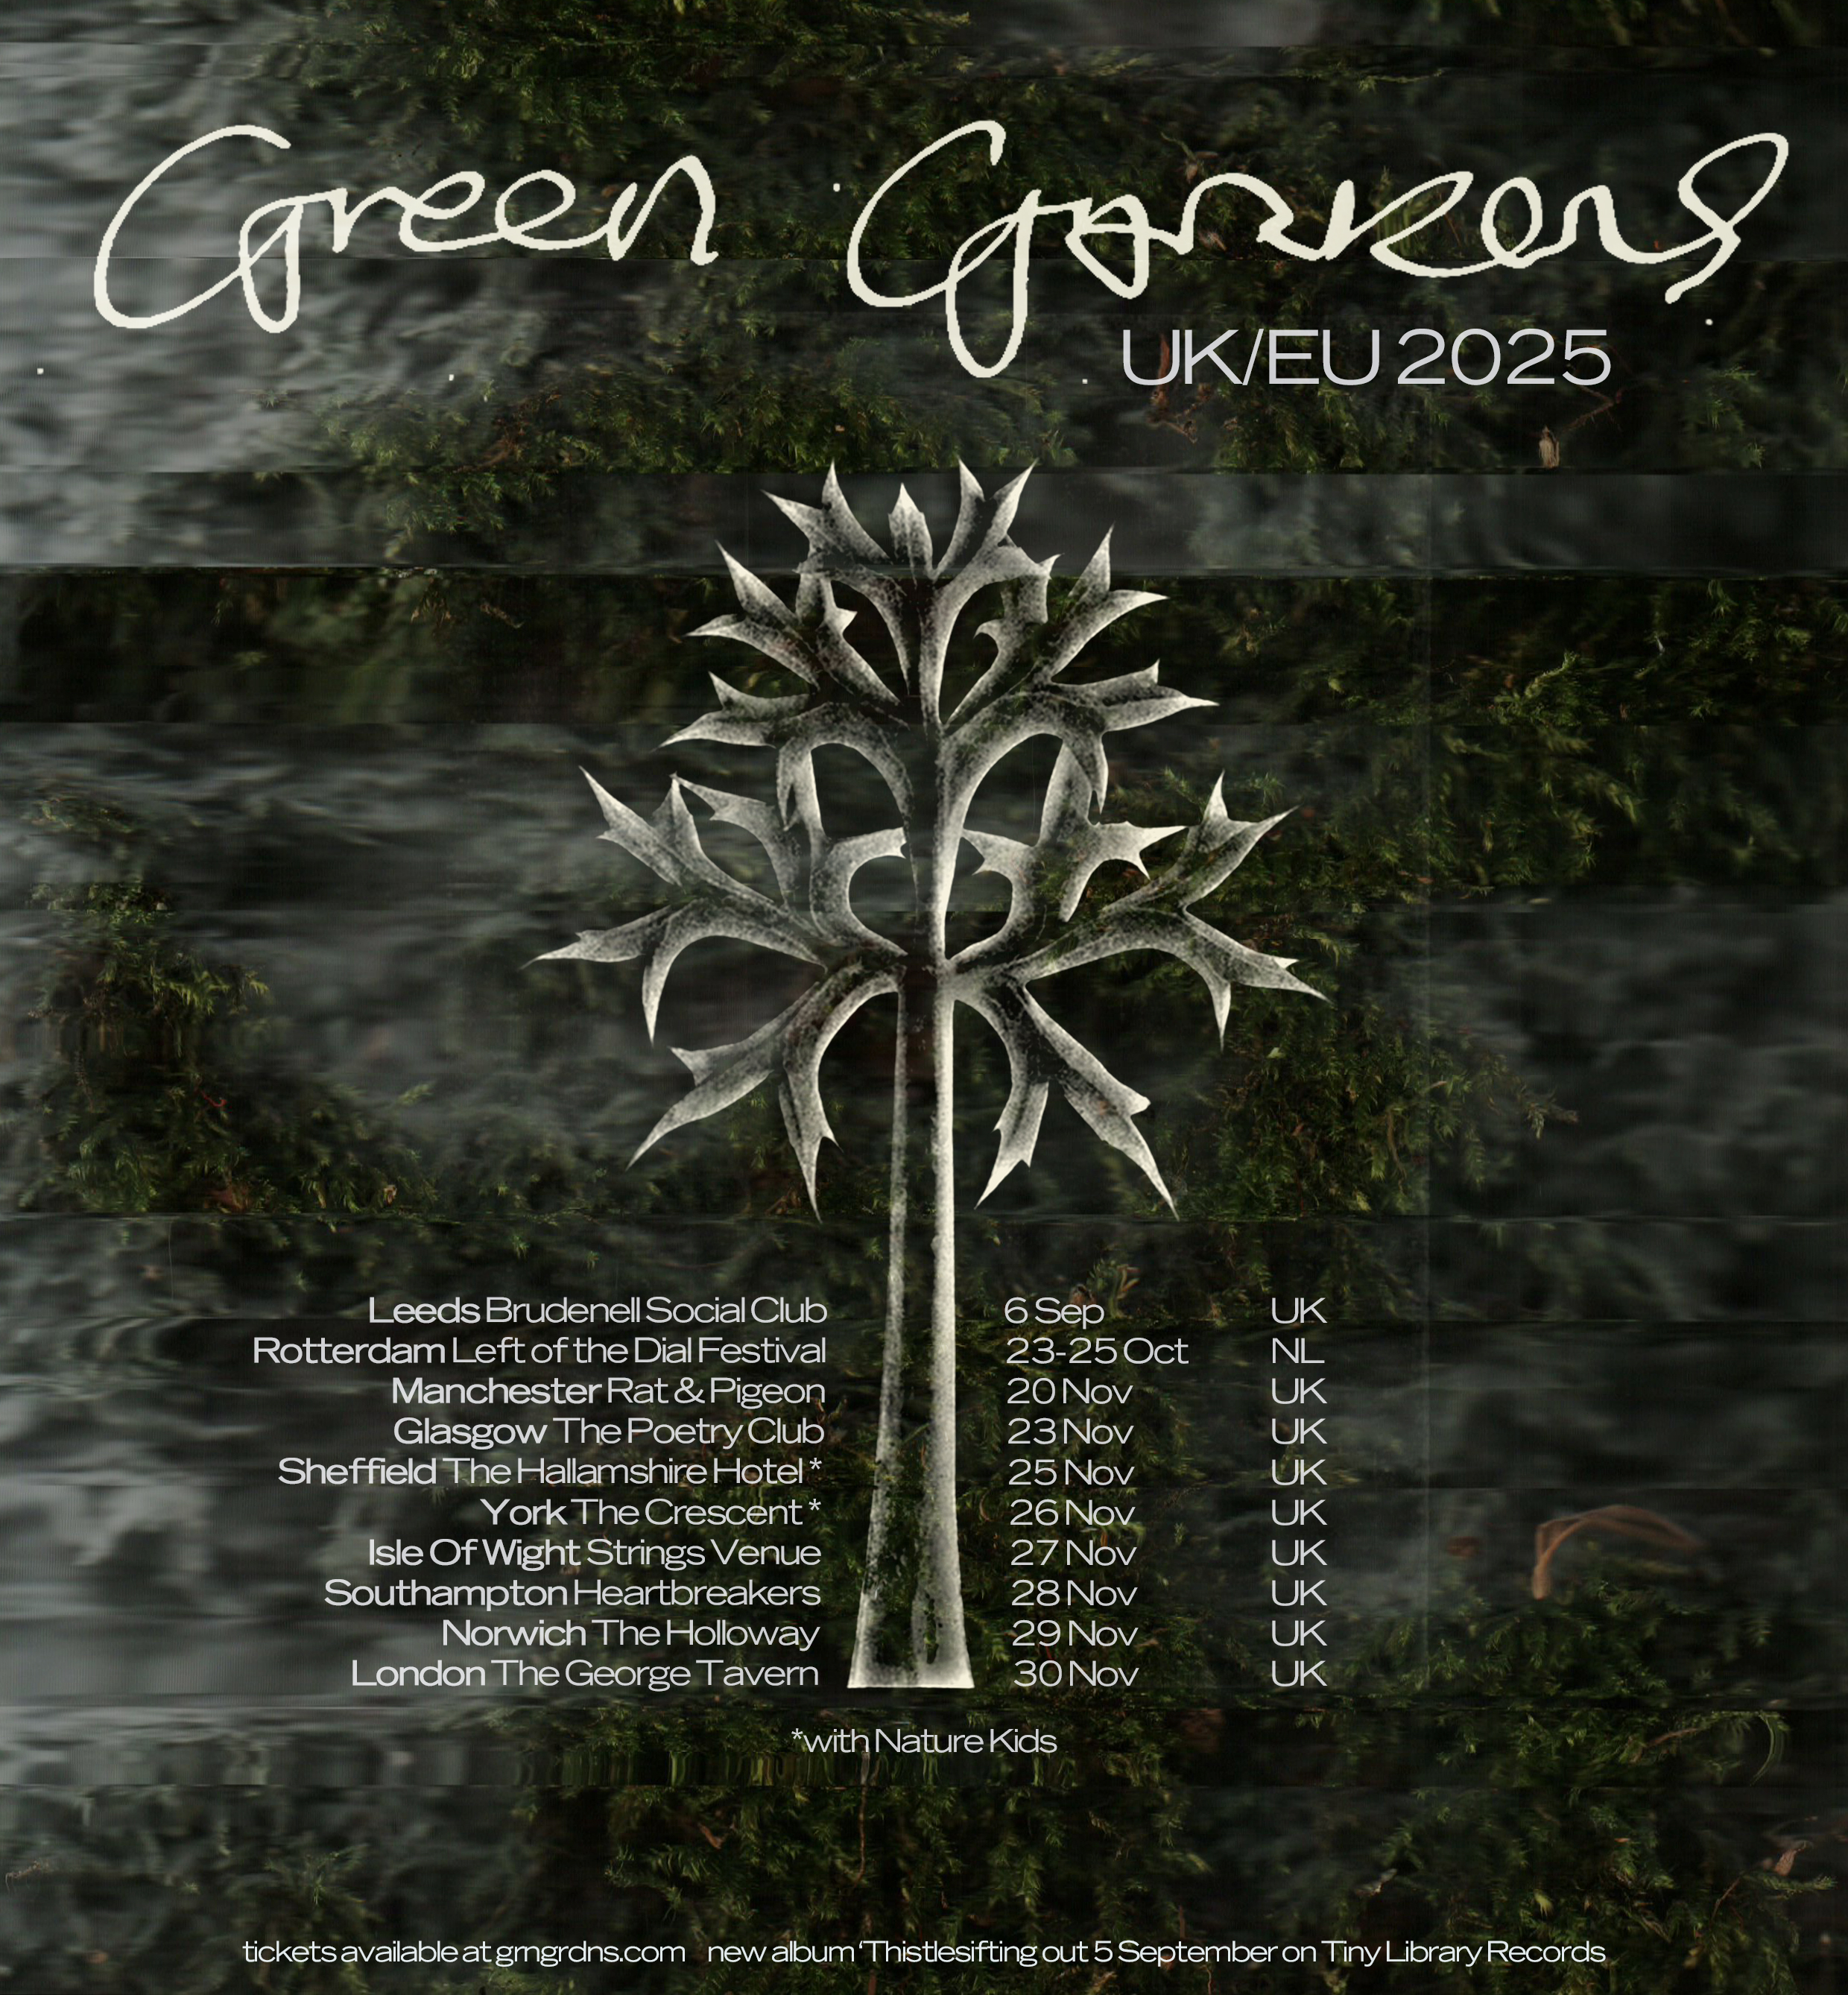 Green Gardens
UK/EU 2025
Leeds Brudenell Social Club 6 Sep UK
Rotterdam Left of the Dial Festival 23-25 Oct NL
Manchester Rat & Pigeon 20 Nov UK
Glasgow The Poetry Club 23 Nov UK
Sheffield The Hallamshire Hotel * 25 Nov UK
York The Crescent * 26 Nov UK
Isle Of Wight Strings Venue 27 Nov UK
Southampton Heartbreakers 28 Nov UK
Norwich The Holloway 29 Nov UK
London The George Tavern 30 Nov UK
*with Nature Kids
tickets available at grngrdns.com new album ‘Thistlesifting out 5 September on Tiny Library Records